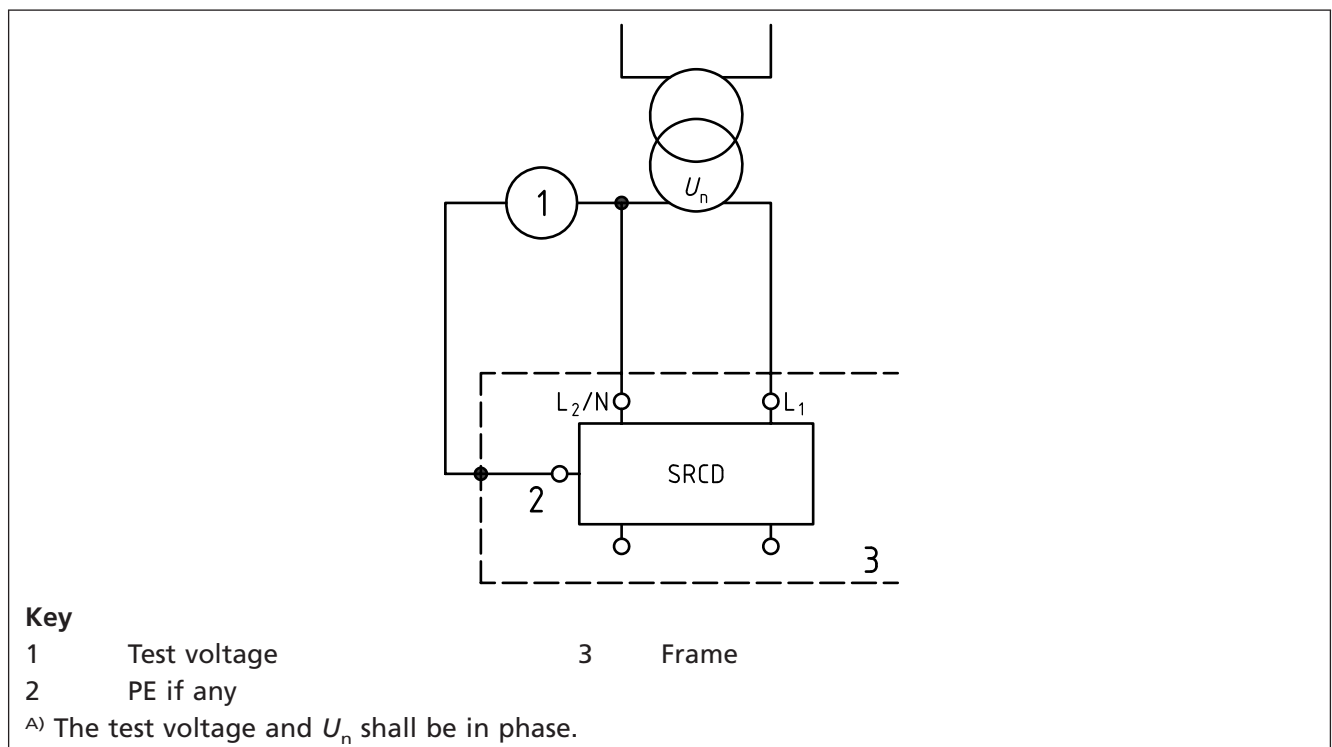 Uₙ
1
L₂/N
L₁
SRCD
2
3
Key
1 Test voltage 3 Frame
2 PE if any
ᴬ⁾ The test voltage and Uₙ shall be in phase.